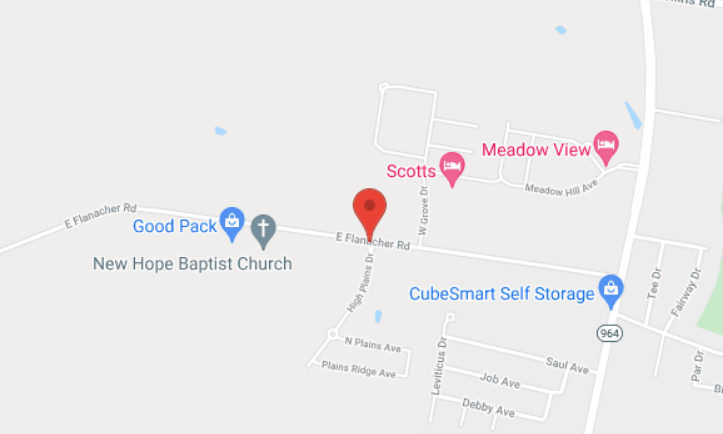 Meadow View
Scotts
Meadow Hill Ave
W Grove Dr
E Flanacher Rd
Good Pack
New Hope Baptist Church
E Flanacher Rd
High Plains Dr
CubeSmart Self Storage
Tee Dr
Fairway Dr
964
N Plains Ave
Plains Ridge Ave
Leviticus Dr
Saul Ave
Job Ave
Debby Ave
Par Dr